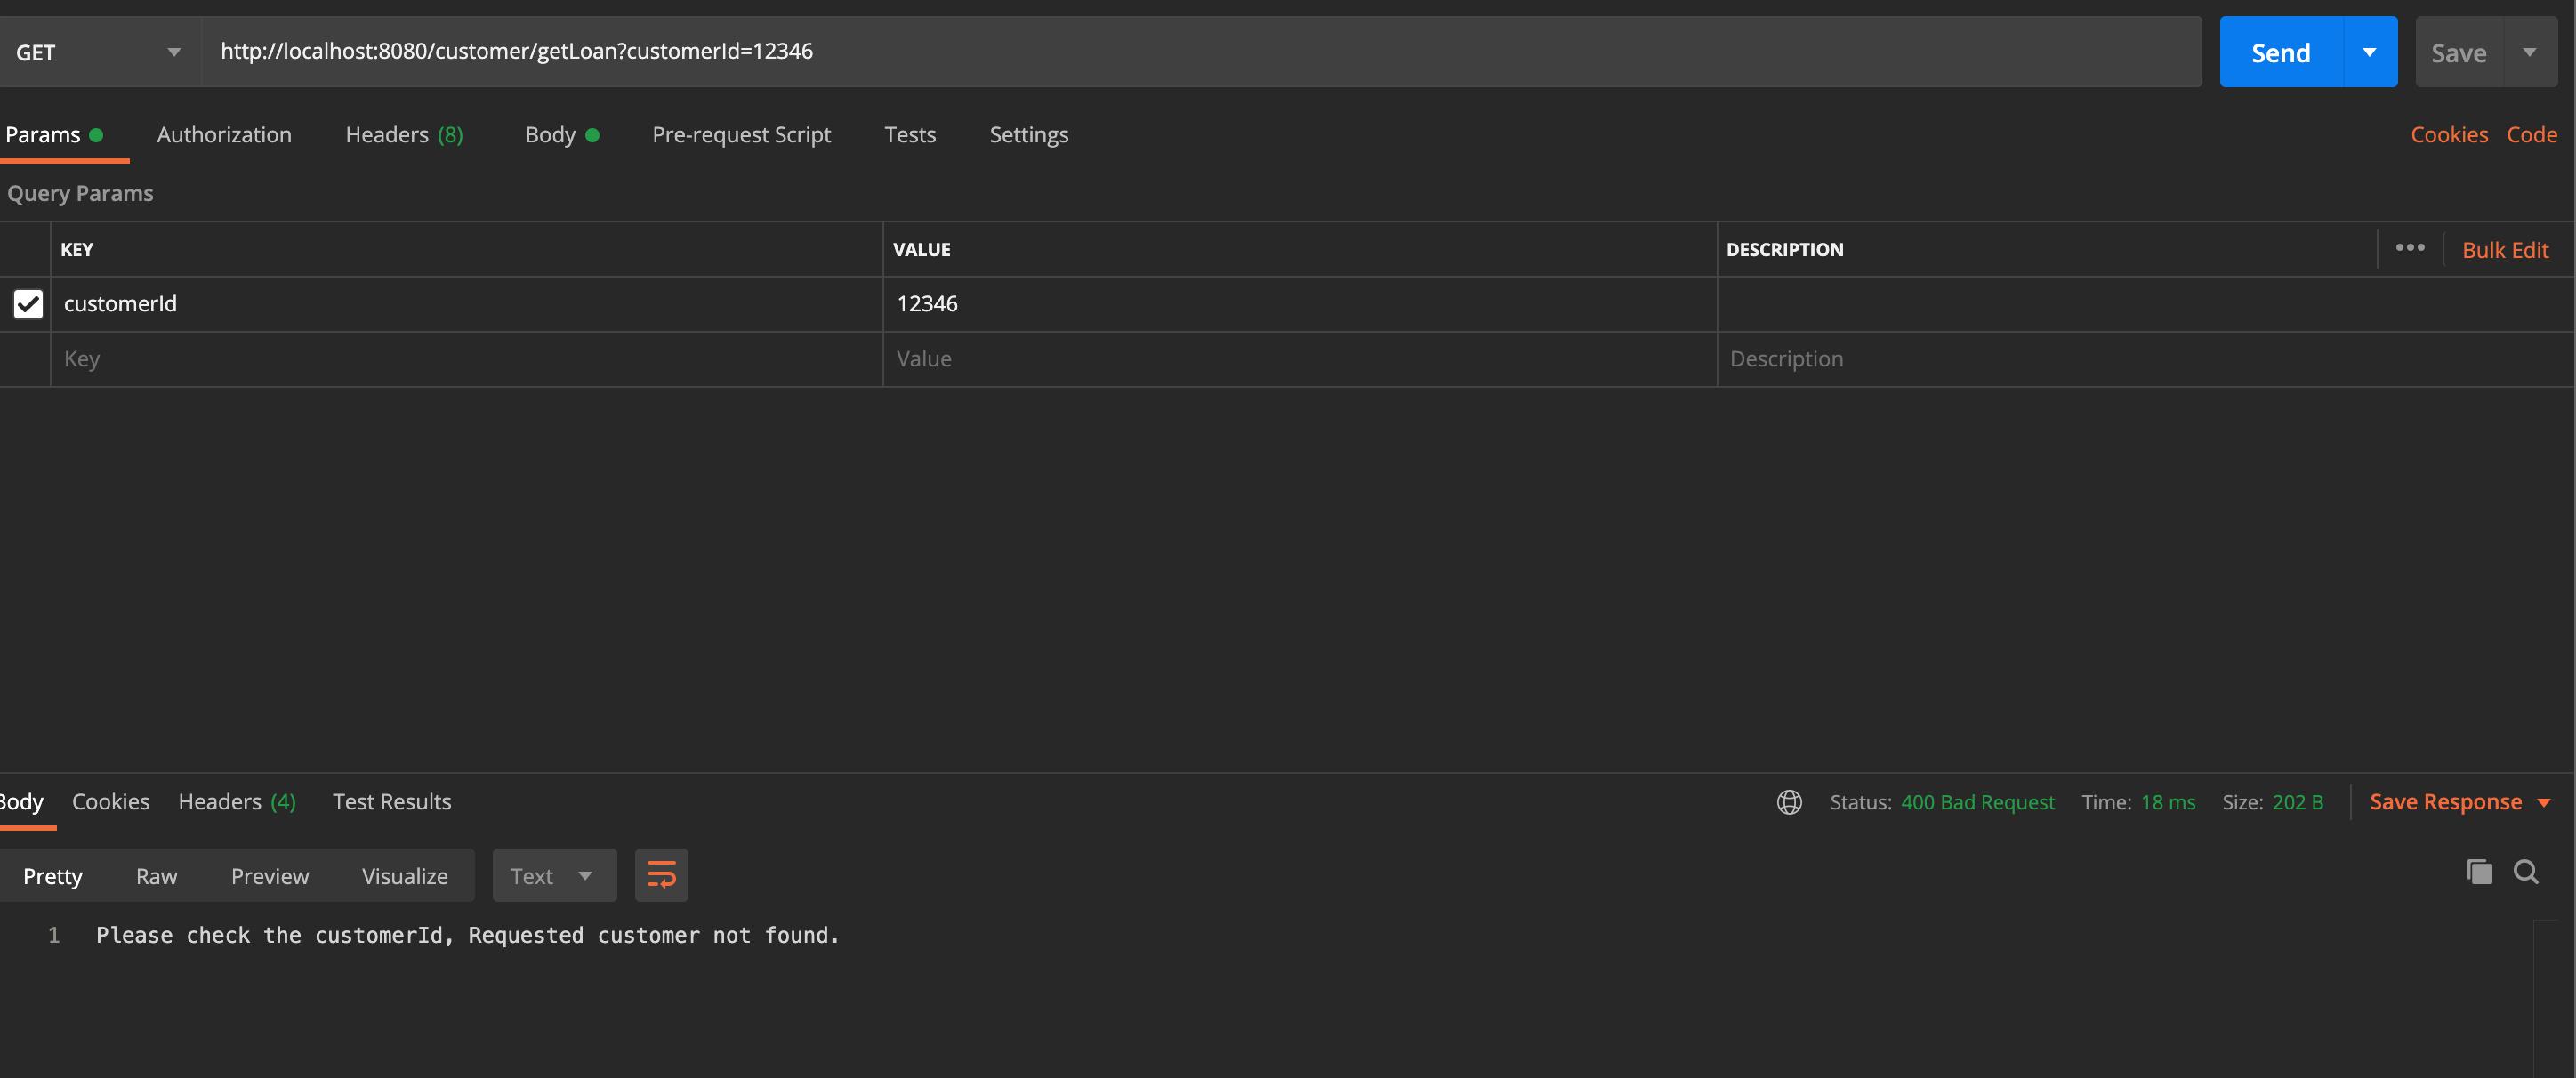 GET http://localhost:8080/customer/getLoan?customerId=12346 Send Save
Params Authorization Headers (8) Body Pre-request Script Tests Settings Cookies Code
Query Params
KEY VALUE DESCRIPTION ••• Bulk Edit
customerId 12346
Key Value Description
Body Cookies Headers (4) Test Results Status: 400 Bad Request Time: 18 ms Size: 202 B Save Response
Pretty Raw Preview Visualize Text
1 Please check the customerId, Requested customer not found.